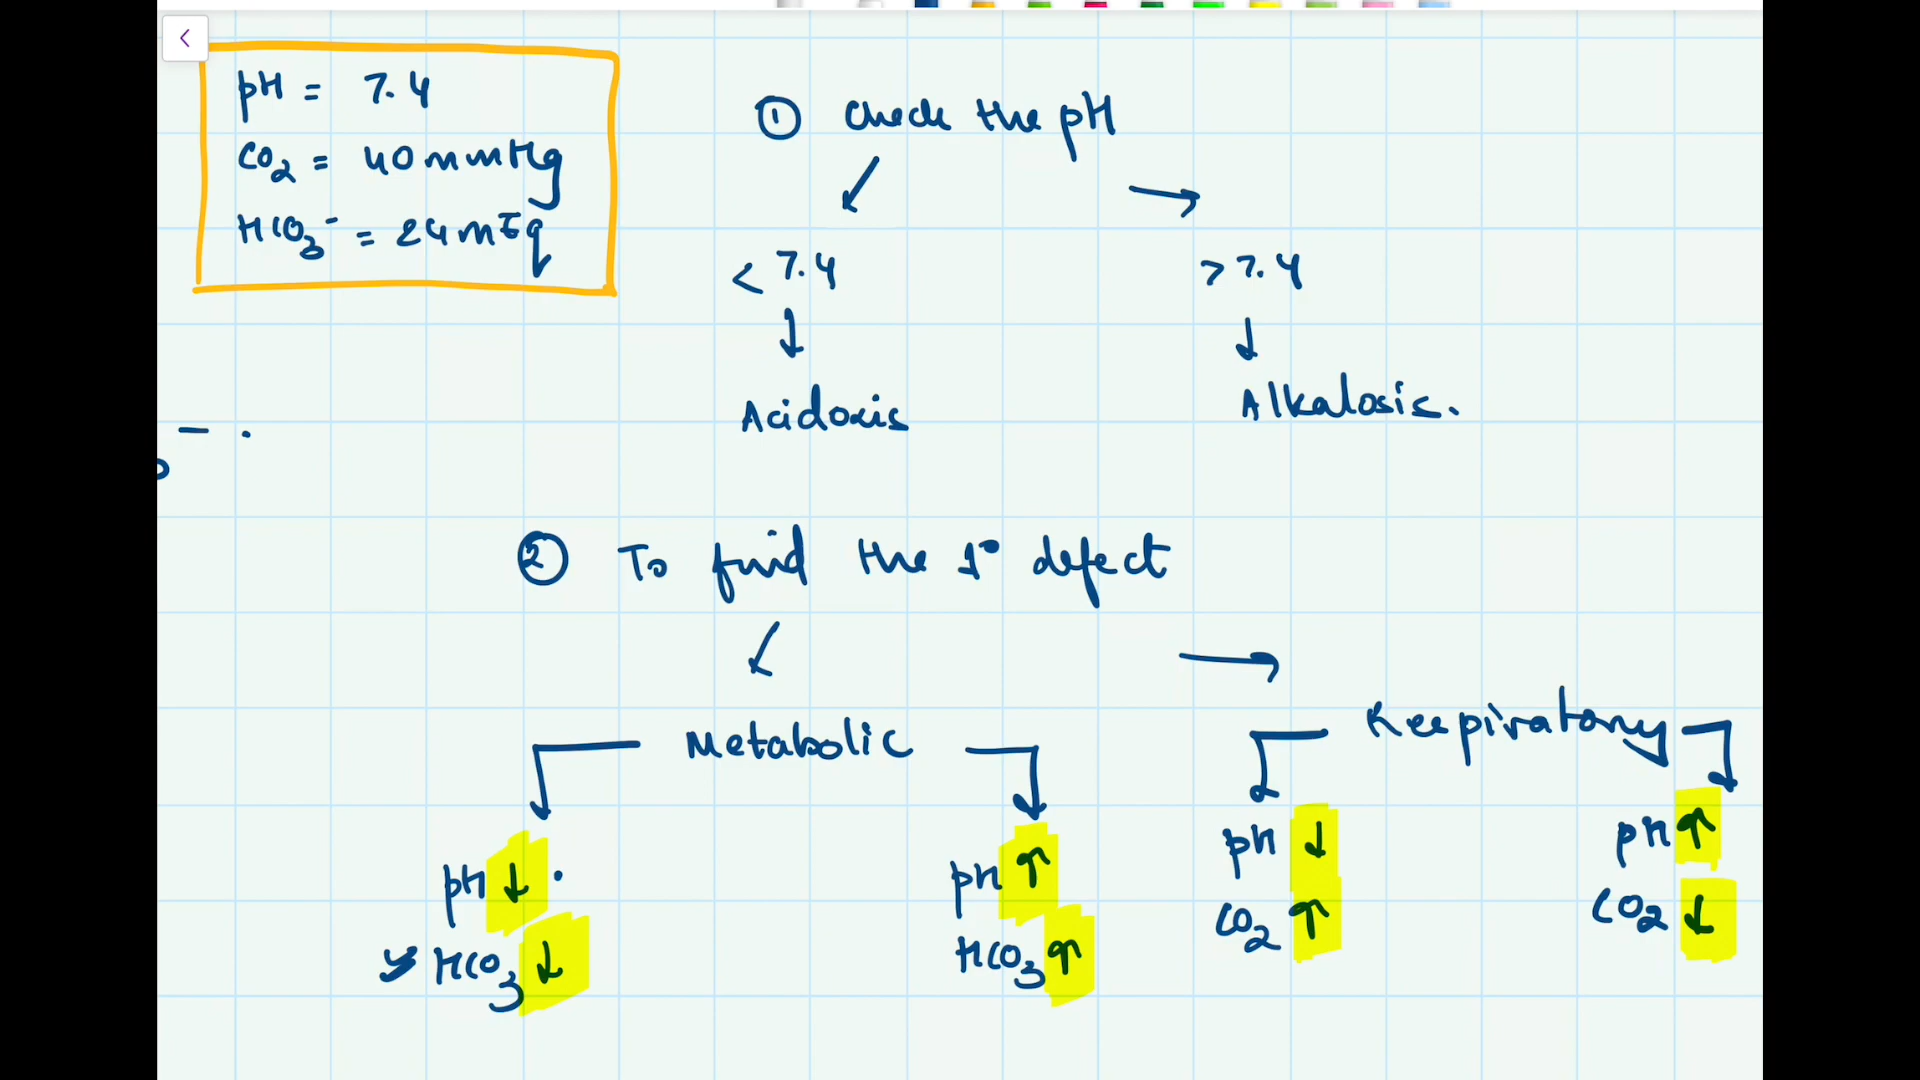 pH = 7.4
CO2 = 40 mmHg
HCO3⁻ = 24 mEq
① Check the pH
< 7.4
> 7.4
Acidosis
Alkalosis.
② To find the 1° defect
Metabolic
Respiratory
pH ↓
HCO3 ↓
pH ↑
HCO3 ↑
pH ↓
CO2 ↑
pH ↑
CO2 ↓